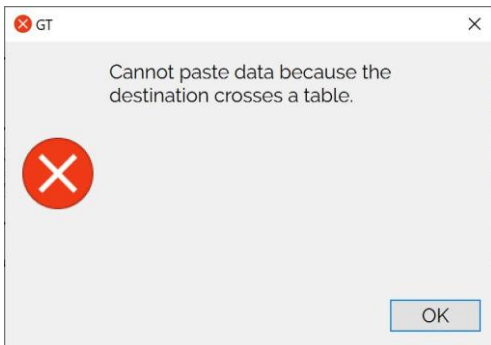 GT
Cannot paste data because the
destination crosses a table.
OK